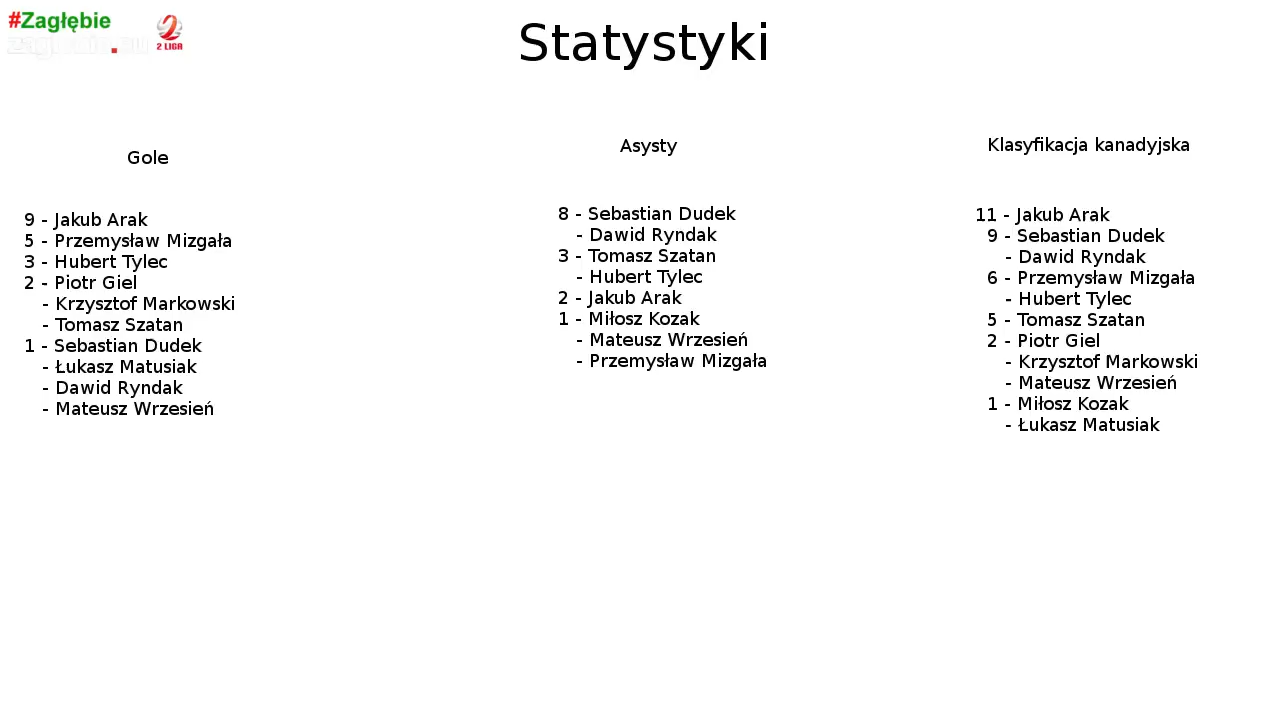 #Zagłębie
2 LIGA
Statystyki
Gole
9 - Jakub Arak
5 - Przemysław Mizgała
3 - Hubert Tylec
2 - Piotr Giel
- Krzysztof Markowski
- Tomasz Szatan
1 - Sebastian Dudek
- Łukasz Matusiak
- Dawid Ryndak
- Mateusz Wrzesień
Asysty
8 - Sebastian Dudek
- Dawid Ryndak
3 - Tomasz Szatan
- Hubert Tylec
2 - Jakub Arak
1 - Miłosz Kozak
- Mateusz Wrzesień
- Przemysław Mizgała
Klasyfikacja kanadyjska
11 - Jakub Arak
9 - Sebastian Dudek
- Dawid Ryndak
6 - Przemysław Mizgała
- Hubert Tylec
5 - Tomasz Szatan
2 - Piotr Giel
- Krzysztof Markowski
- Mateusz Wrzesień
1 - Miłosz Kozak
- Łukasz Matusiak